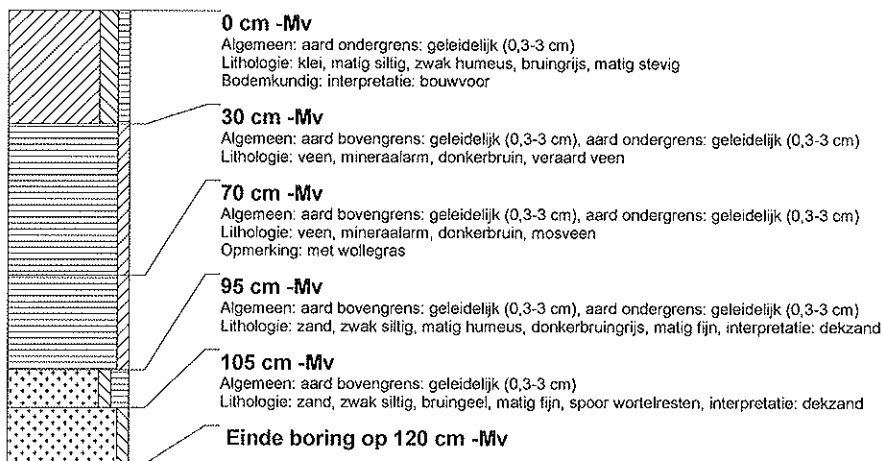 0 cm -Mv
Algemeen: aard ondergrens: geleidelijk (0,3-3 cm)
Lithologie: klei, matig siltig, zwak humeus, bruingrijs, matig stevig
Bodemkundig: interpretatie: bouwvoor
30 cm -Mv
Algemeen: aard bovengrens: geleidelijk (0,3-3 cm), aard ondergrens: geleidelijk (0,3-3 cm)
Lithologie: veen, mineraalarm, donkerbruin, veraard veen
70 cm -Mv
Algemeen: aard bovengrens: geleidelijk (0,3-3 cm), aard ondergrens: geleidelijk (0,3-3 cm)
Lithologie: veen, mineraalarm, donkerbruin, mosveen
Opmerking: met wollegras
95 cm -Mv
Algemeen: aard bovengrens: geleidelijk (0,3-3 cm), aard ondergrens: geleidelijk (0,3-3 cm)
Lithologie: zand, zwak siltig, matig humeus, donkerbruingrijs, matig fijn, interpretatie: dekzand
105 cm -Mv
Algemeen: aard bovengrens: geleidelijk (0,3-3 cm)
Lithologie: zand, zwak siltig, bruingeel, matig fijn, spoor wortelresten, interpretatie: dekzand
Einde boring op 120 cm -Mv